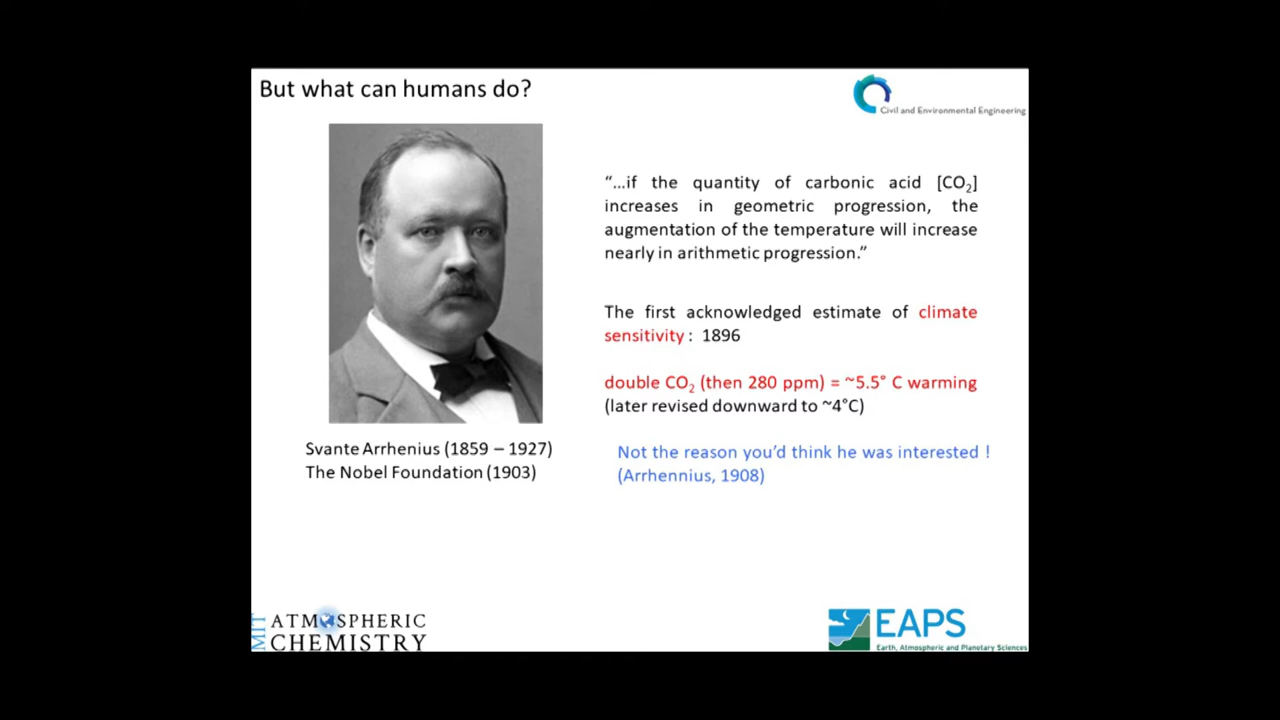 But what can humans do?
Civil and Environmental Engineering
“…if the quantity of carbonic acid [CO₂]
increases in geometric progression, the
augmentation of the temperature will increase
nearly in arithmetic progression.”
The first acknowledged estimate of climate
sensitivity : 1896
double CO₂ (then 280 ppm) = ~5.5° C warming
(later revised downward to ~4°C)
Svante Arrhenius (1859 – 1927)
The Nobel Foundation (1903)
Not the reason you’d think he was interested !
(Arrhennius, 1908)
MIT
ATMOSPHERIC
CHEMISTRY
EAPS
Earth, Atmospheric and Planetary Sciences